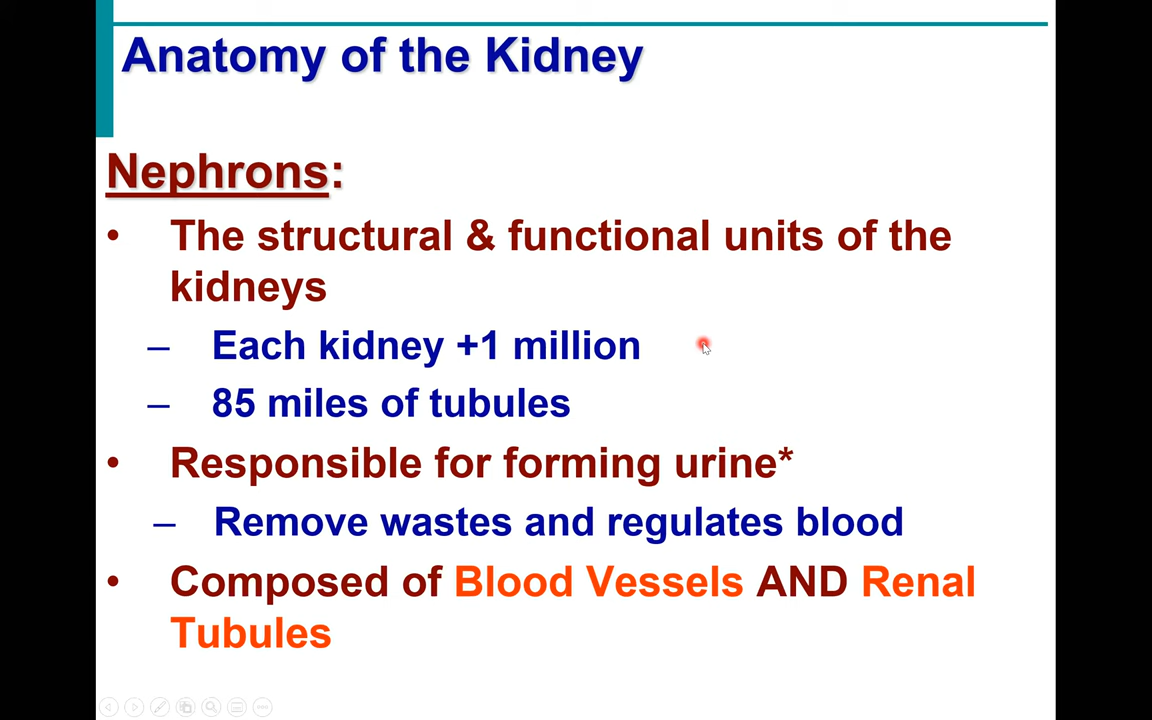 Anatomy of the Kidney
Nephrons:
• The structural & functional units of the
kidneys
– Each kidney +1 million
– 85 miles of tubules
• Responsible for forming urine*
– Remove wastes and regulates blood
• Composed of Blood Vessels AND Renal
Tubules